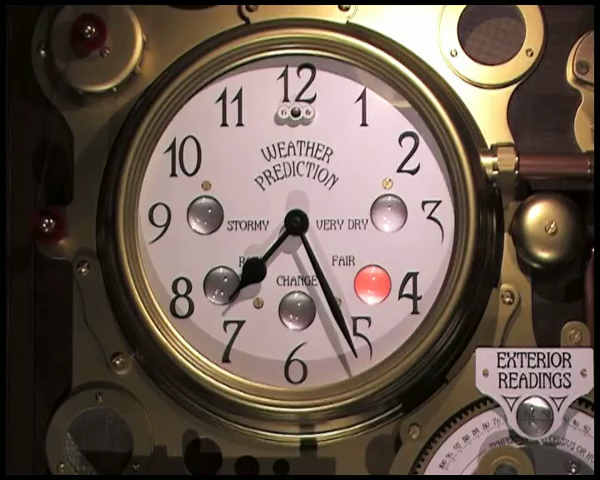 12
11 1
WEATHER
PREDICTION
10 2
9 3
STORMY VERY DRY
FAIR
CHANGE
8 4
7 5
6
EXTERIOR
READINGS